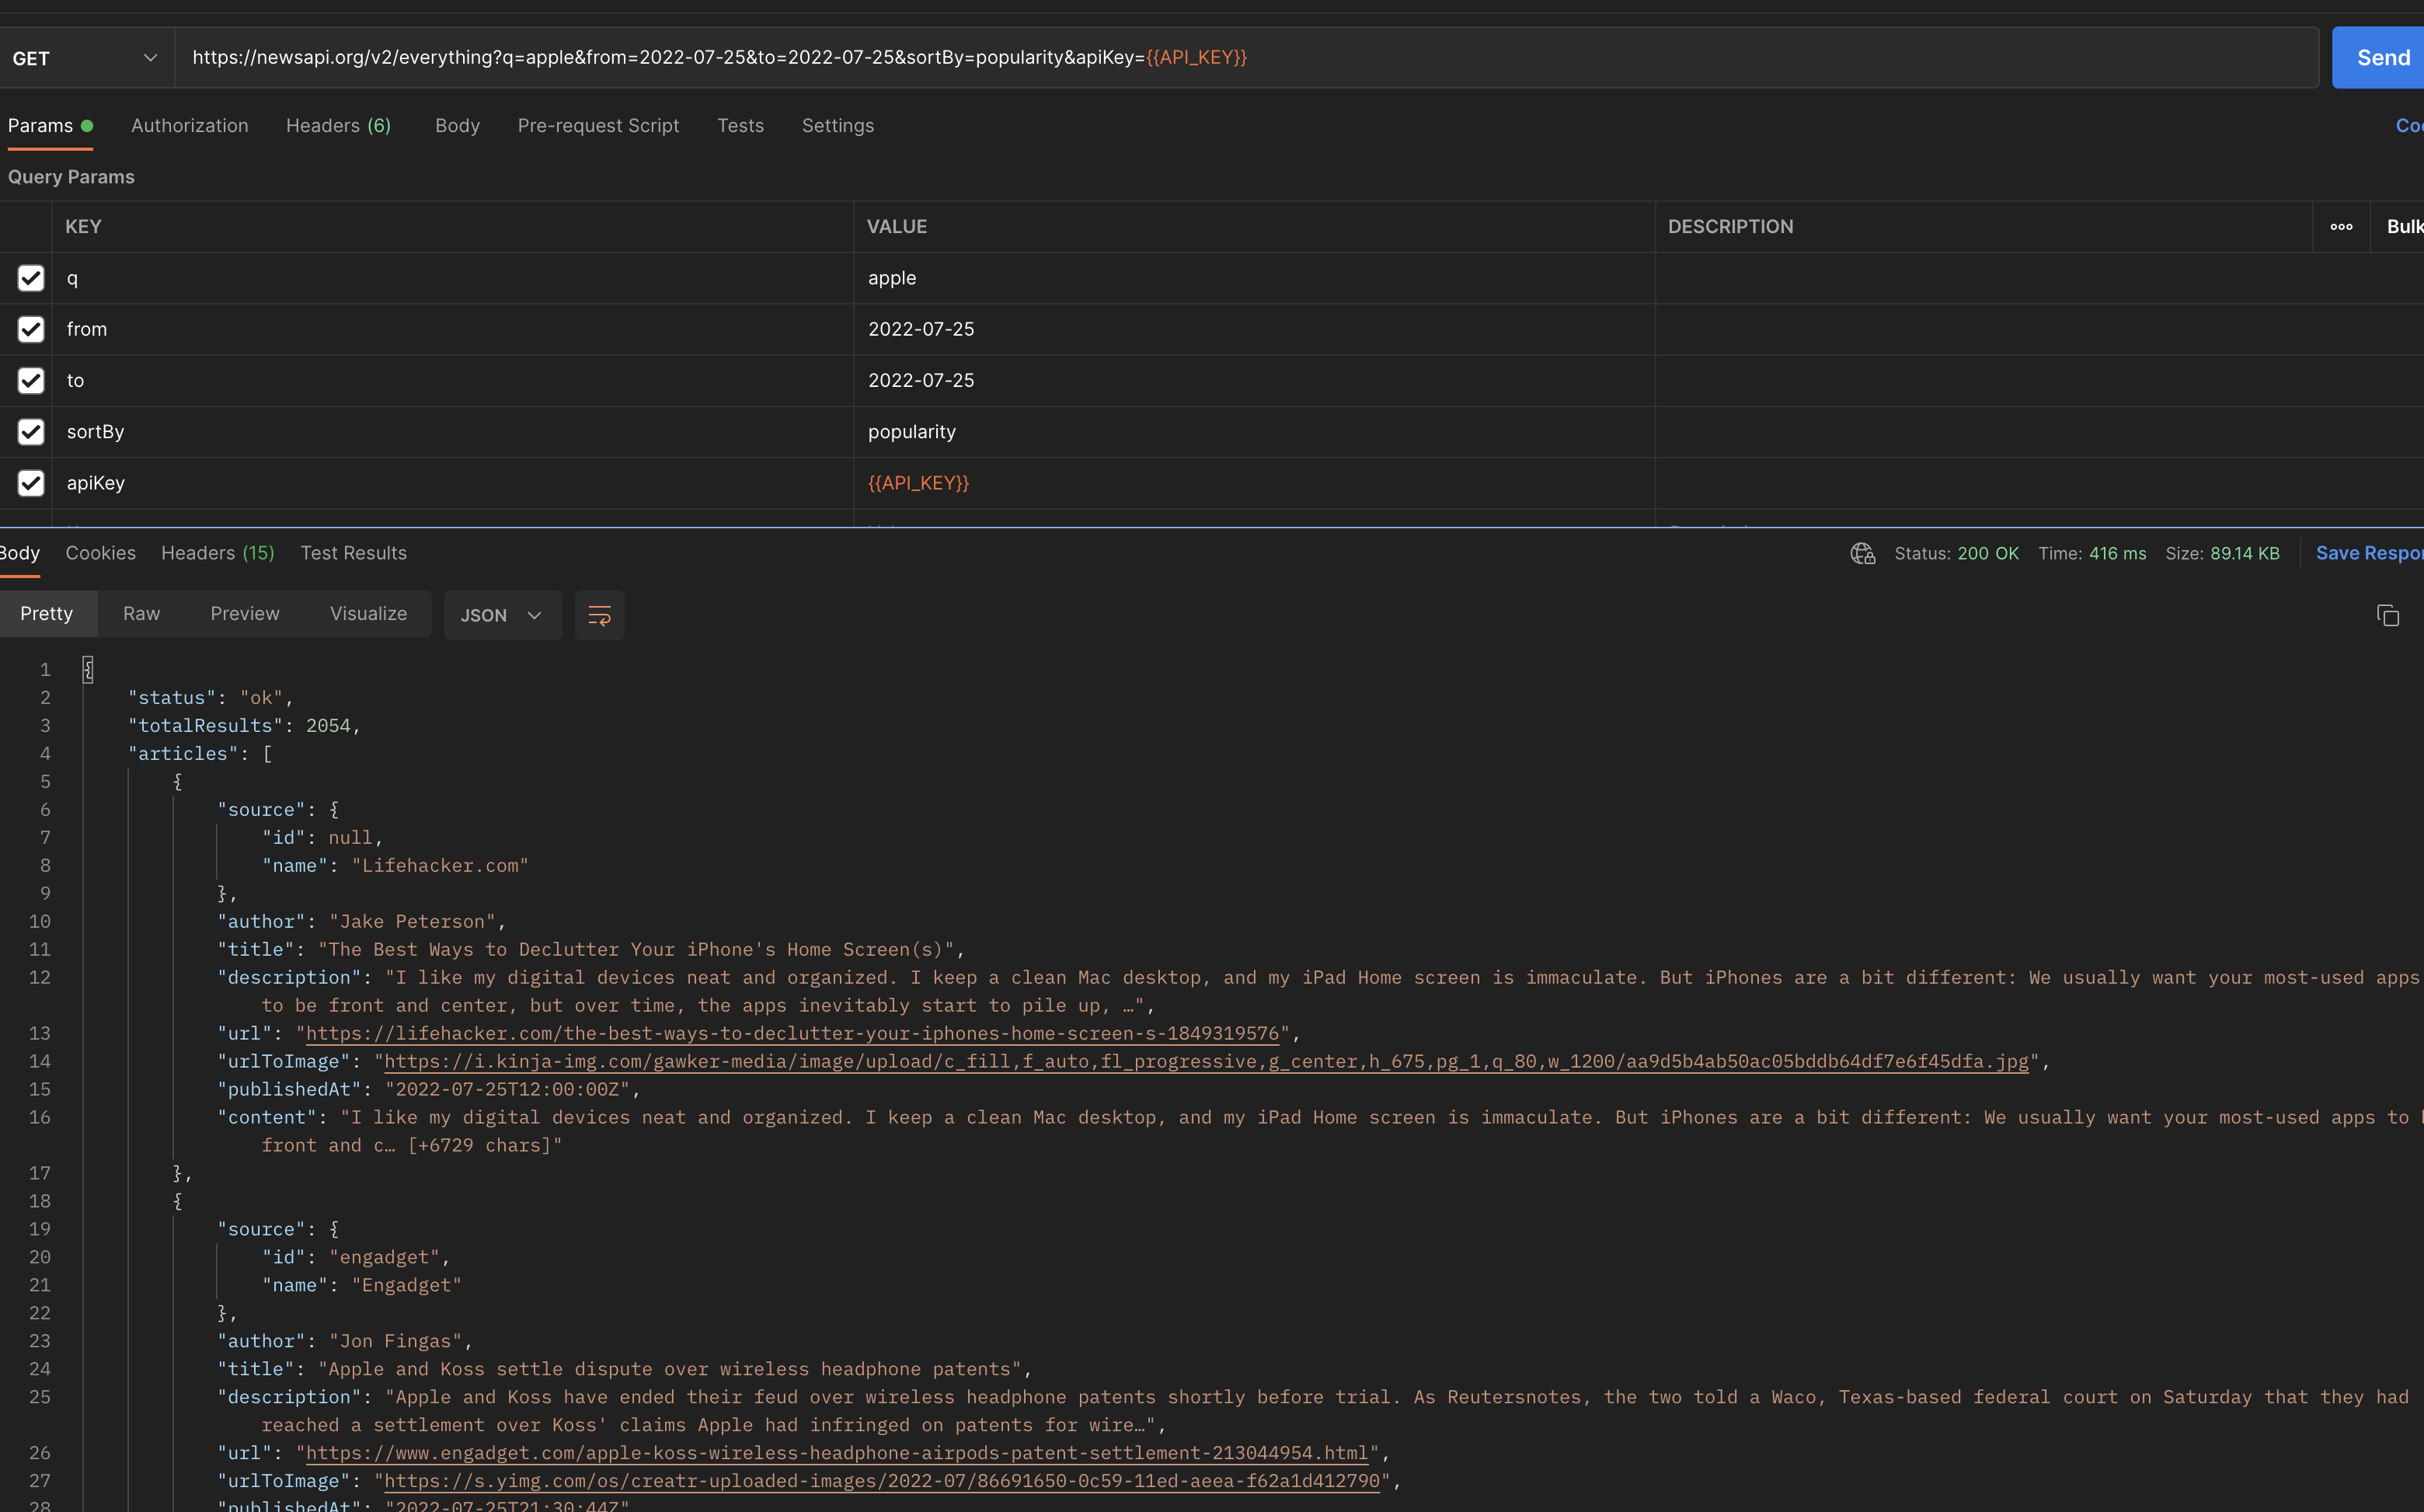 GET https://newsapi.org/v2/everything?q=apple&from=2022-07-25&to=2022-07-25&sortBy=popularity&apiKey={{API_KEY}} Send
Params Authorization Headers (6) Body Pre-request Script Tests Settings
Query Params
KEY VALUE DESCRIPTION Bulk
q apple
from 2022-07-25
to 2022-07-25
sortBy popularity
apiKey {{API_KEY}}
Body Cookies Headers (15) Test Results Status: 200 OK Time: 416 ms Size: 89.14 KB Save Respon
Pretty Raw Preview Visualize JSON
1 {
2 "status": "ok",
3 "totalResults": 2054,
4 "articles": [
5 {
6 "source": {
7 "id": null,
8 "name": "Lifehacker.com"
9 },
10 "author": "Jake Peterson",
11 "title": "The Best Ways to Declutter Your iPhone's Home Screen(s)",
12 "description": "I like my digital devices neat and organized. I keep a clean Mac desktop, and my iPad Home screen is immaculate. But iPhones are a bit different: We usually want your most-used apps
to be front and center, but over time, the apps inevitably start to pile up, …",
13 "url": "https://lifehacker.com/the-best-ways-to-declutter-your-iphones-home-screen-s-1849319576",
14 "urlToImage": "https://i.kinja-img.com/gawker-media/image/upload/c_fill,f_auto,fl_progressive,g_center,h_675,pg_1,q_80,w_1200/aa9d5b4ab50ac05bddb64df7e6f45dfa.jpg",
15 "publishedAt": "2022-07-25T12:00:00Z",
16 "content": "I like my digital devices neat and organized. I keep a clean Mac desktop, and my iPad Home screen is immaculate. But iPhones are a bit different: We usually want your most-used apps to
front and c… [+6729 chars]"
17 },
18 {
19 "source": {
20 "id": "engadget",
21 "name": "Engadget"
22 },
23 "author": "Jon Fingas",
24 "title": "Apple and Koss settle dispute over wireless headphone patents",
25 "description": "Apple and Koss have ended their feud over wireless headphone patents shortly before trial. As Reutersnotes, the two told a Waco, Texas-based federal court on Saturday that they had
reached a settlement over Koss' claims Apple had infringed on patents for wire…",
26 "url": "https://www.engadget.com/apple-koss-wireless-headphone-airpods-patent-settlement-213044954.html",
27 "urlToImage": "https://s.yimg.com/os/creatr-uploaded-images/2022-07/86691650-0c59-11ed-aeea-f62a1d412790",
28 "publishedAt": "2022-07-25T21:30:44Z"